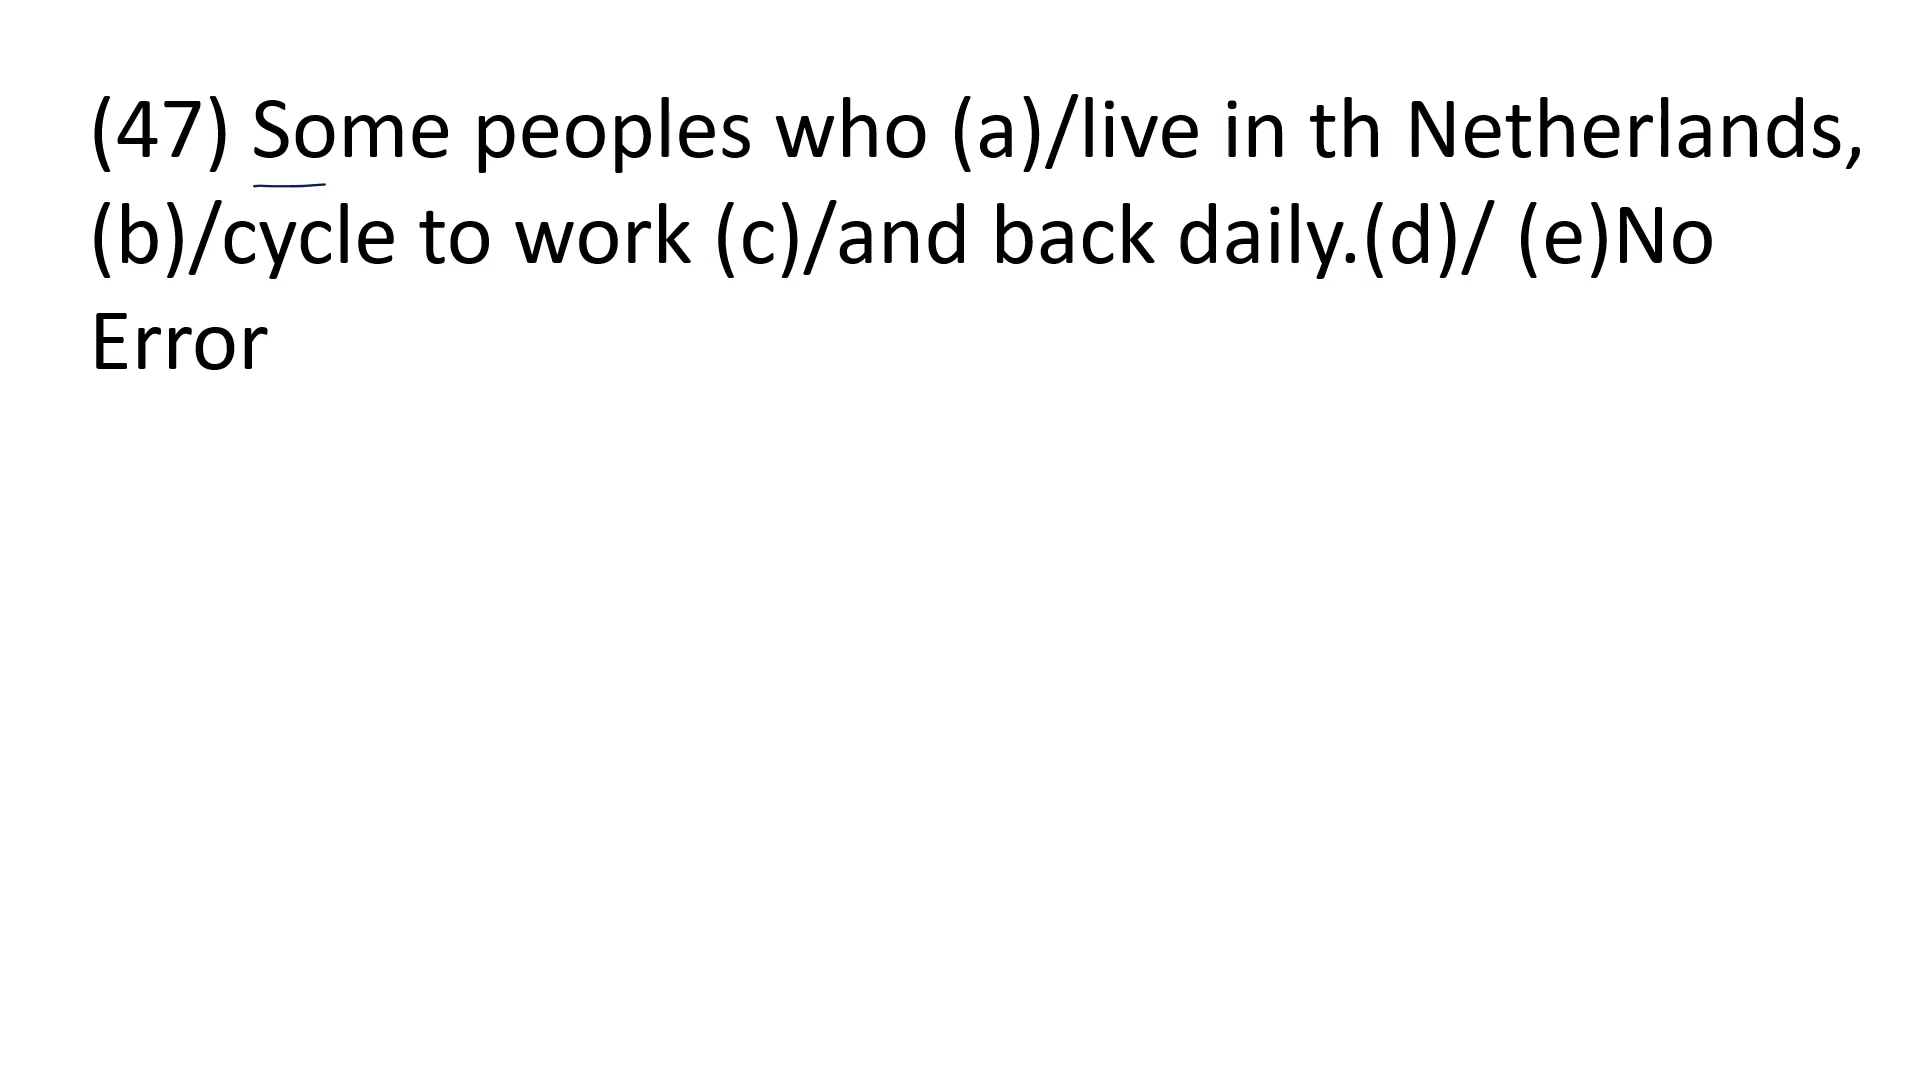 (47) Some peoples who (a)/live in th Netherlands,
(b)/cycle to work (c)/and back daily.(d)/ (e)No
Error